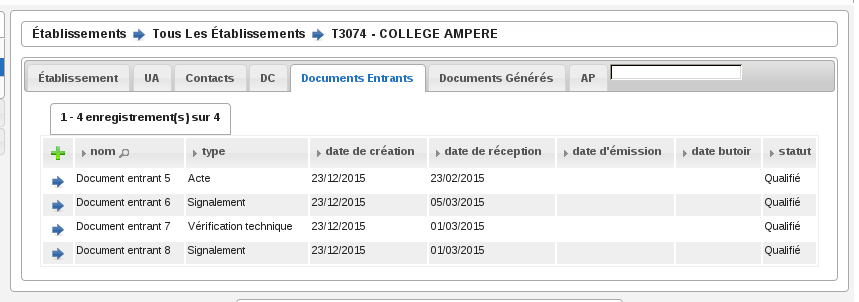 Établissements Tous Les Établissements T3074 - COLLEGE AMPERE
Établissement UA Contacts DC Documents Entrants Documents Générés AP
1 - 4 enregistrement(s) sur 4
nom type date de création date de réception date d'émission date butoir statut
Document entrant 5 Acte 23/12/2015 23/02/2015 Qualifié
Document entrant 6 Signalement 23/12/2015 05/03/2015 Qualifié
Document entrant 7 Vérification technique 23/12/2015 01/03/2015 Qualifié
Document entrant 8 Signalement 23/12/2015 01/03/2015 Qualifié